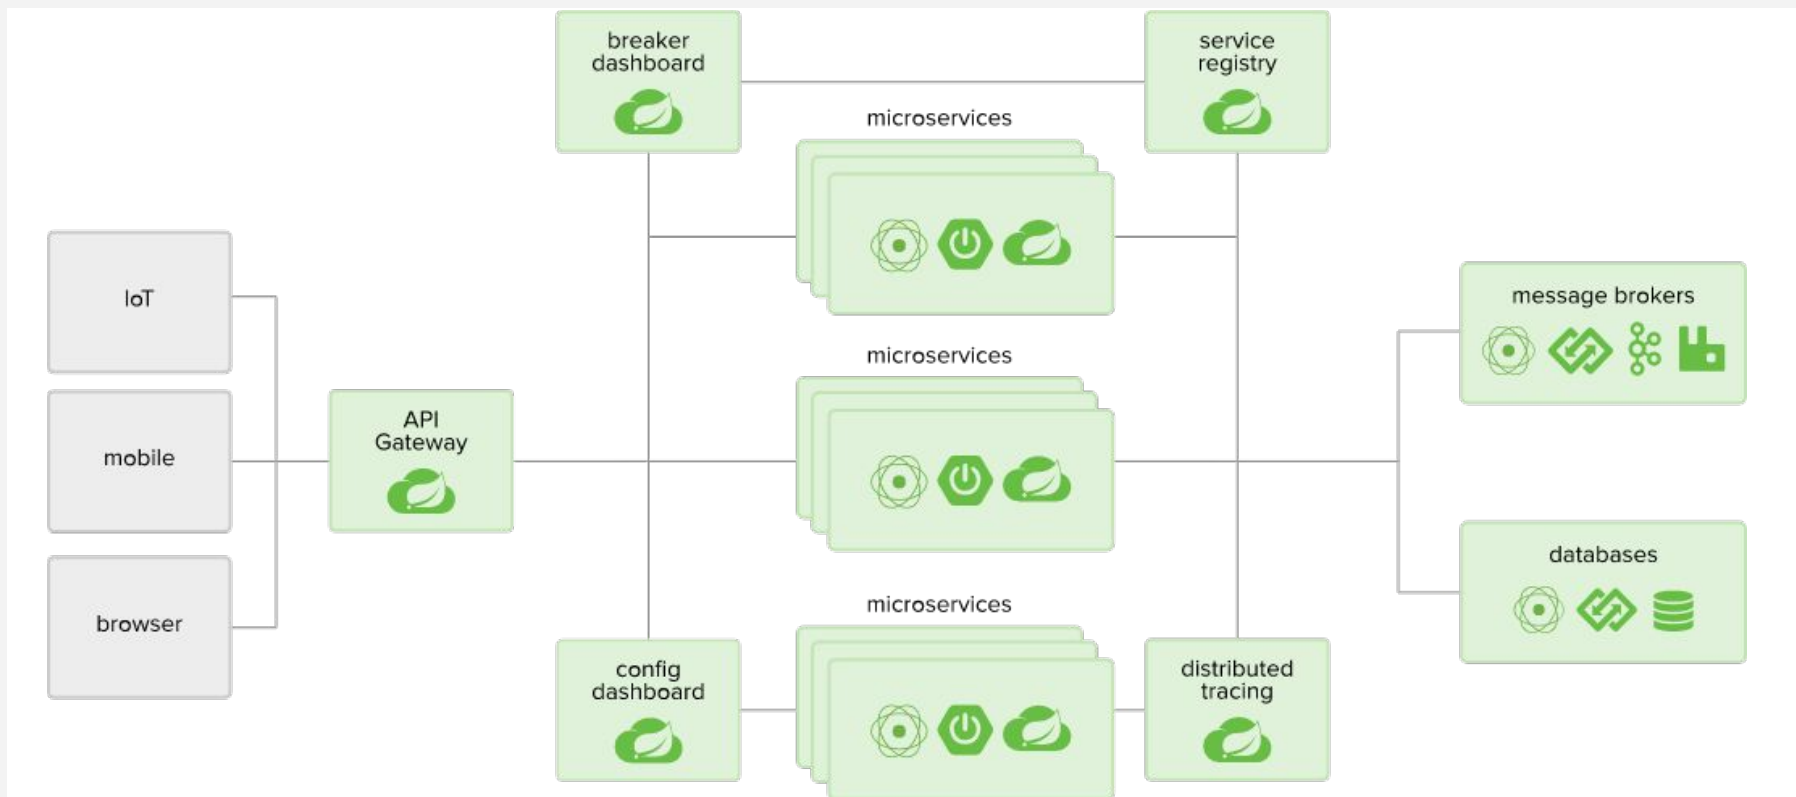 breaker
dashboard
service
registry
microservices
IoT
message brokers
microservices
mobile
API
Gateway
databases
microservices
browser
config
dashboard
distributed
tracing